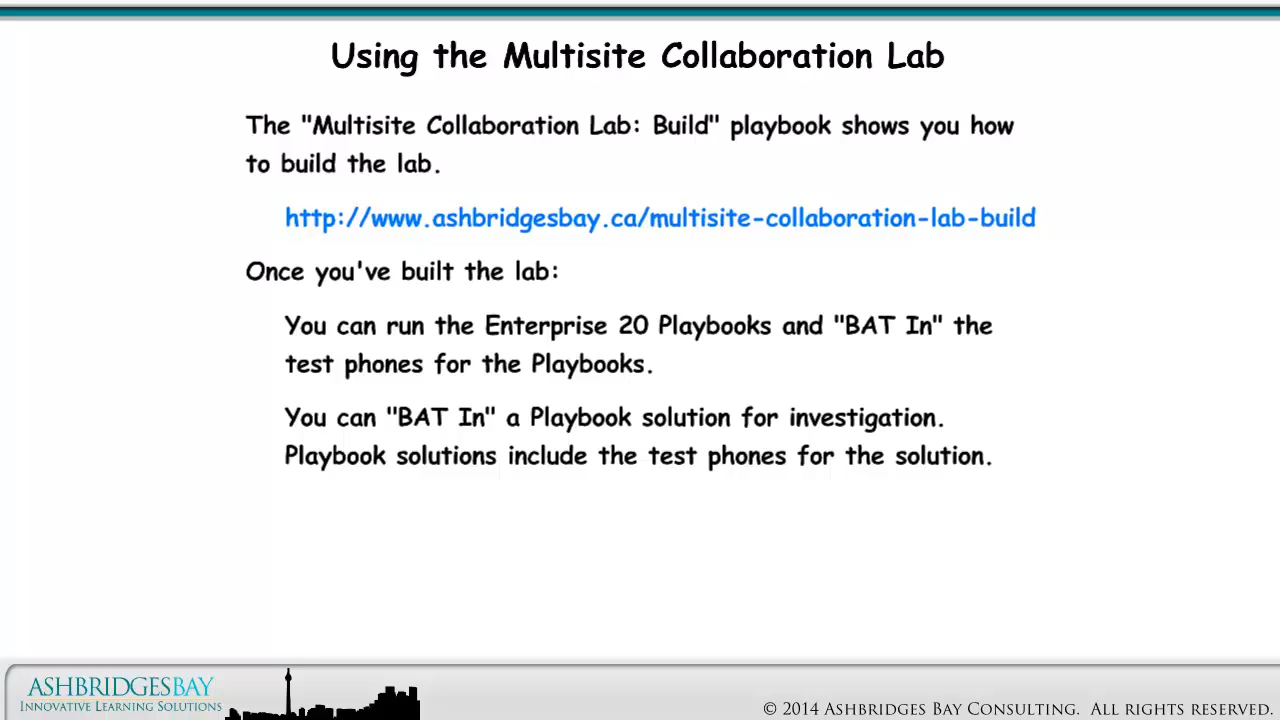 Using the Multisite Collaboration Lab
The "Multisite Collaboration Lab: Build" playbook shows you how
to build the lab.
http://www.ashbridgesbay.ca/multisite-collaboration-lab-build
Once you've built the lab:
You can run the Enterprise 20 Playbooks and "BAT In" the
test phones for the Playbooks.
You can "BAT In" a Playbook solution for investigation.
Playbook solutions include the test phones for the solution.
ASHBRIDGESBAY
INNOVATIVE LEARNING SOLUTIONS
© 2014 ASHBRIDGES BAY CONSULTING. ALL RIGHTS RESERVED.